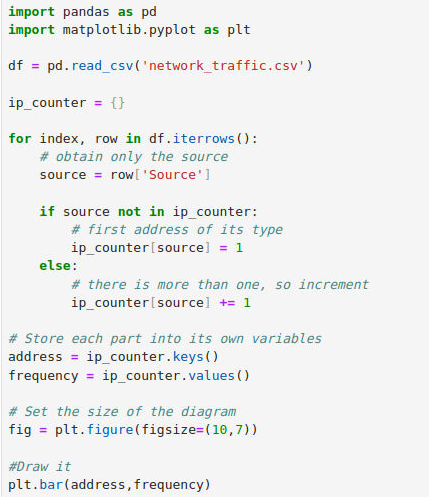 import pandas as pd
import matplotlib.pyplot as plt

df = pd.read_csv('network_traffic.csv')

ip_counter = {}

for index, row in df.iterrows():
    # obtain only the source
    source = row['Source']

    if source not in ip_counter:
        # first address of its type
        ip_counter[source] = 1
    else:
        # there is more than one, so increment
        ip_counter[source] += 1

# Store each part into its own variables
address = ip_counter.keys()
frequency = ip_counter.values()

# Set the size of the diagram
fig = plt.figure(figsize=(10,7))

#Draw it
plt.bar(address,frequency)